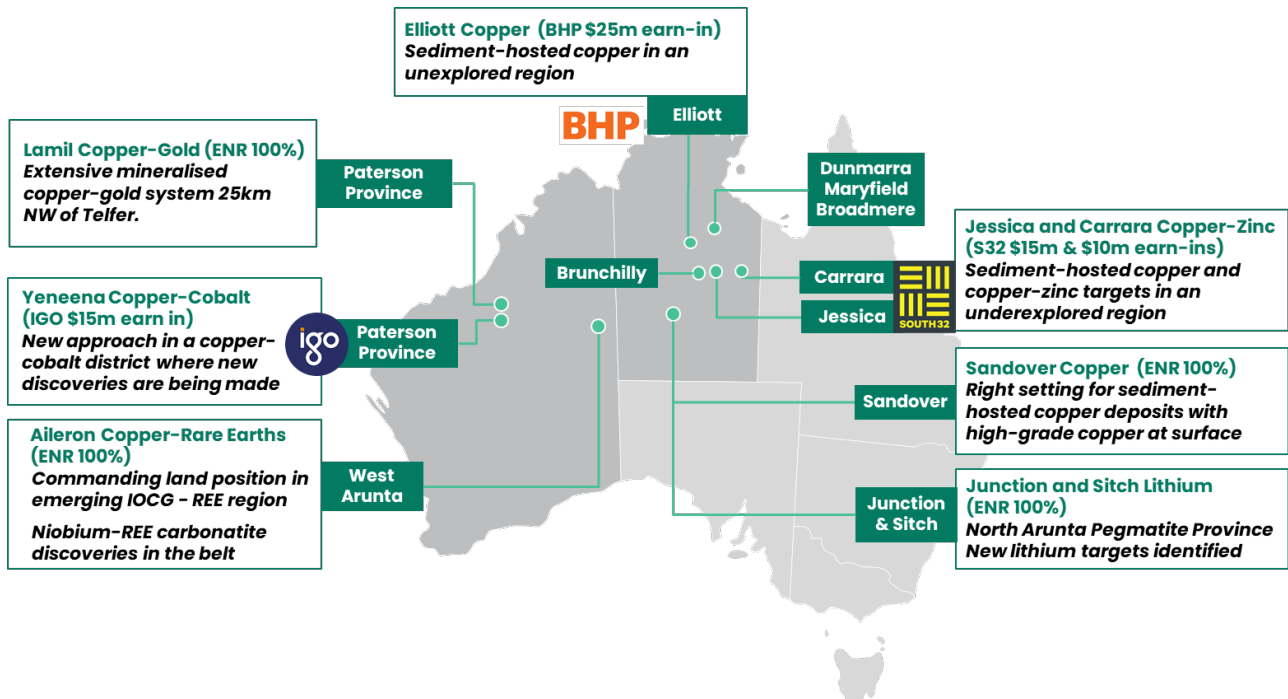 Elliott Copper (BHP $25m earn-in)
Sediment-hosted copper in an
unexplored region
BHP
Elliott
Lamil Copper-Gold (ENR 100%)
Extensive mineralised
copper-gold system 25km
NW of Telfer.
Paterson
Province
Dunmarra
Maryfield
Broadmere
Jessica and Carrara Copper-Zinc
(S32 $15m & $10m earn-ins)
Sediment-hosted copper and
copper-zinc targets in an
underexplored region
Brunchilly
Carrara
Jessica
SOUTH32
Yeneena Copper-Cobalt
(IGO $15m earn in)
New approach in a copper-
cobalt district where new
discoveries are being made
igo
Paterson
Province
Sandover Copper (ENR 100%)
Right setting for sediment-
hosted copper deposits with
high-grade copper at surface
Sandover
Aileron Copper-Rare Earths
(ENR 100%)
Commanding land position in
emerging IOCG - REE region
Niobium-REE carbonatite
discoveries in the belt
West
Arunta
Junction
& Sitch
Junction and Sitch Lithium
(ENR 100%)
North Arunta Pegmatite Province
New lithium targets identified